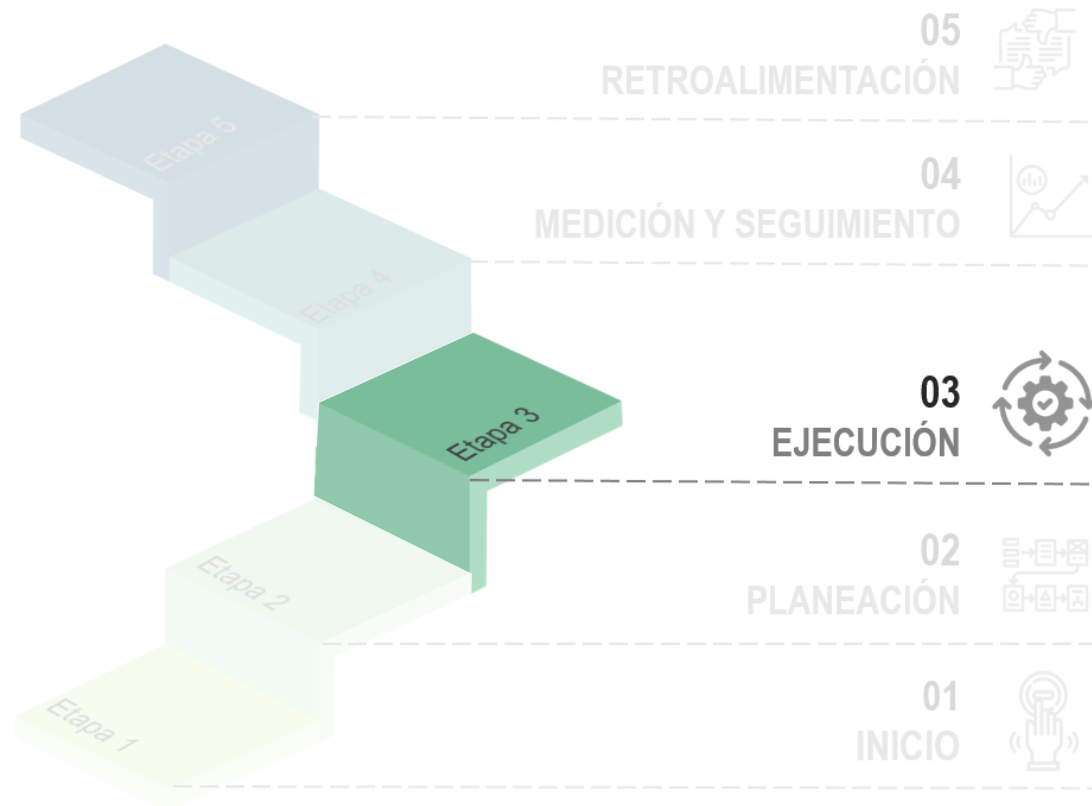 05
RETROALIMENTACIÓN
Etapa 5
04
MEDICIÓN Y SEGUIMIENTO
Etapa 4
03
EJECUCIÓN
Etapa 3
02
PLANEACIÓN
Etapa 2
01
INICIO
Etapa 1